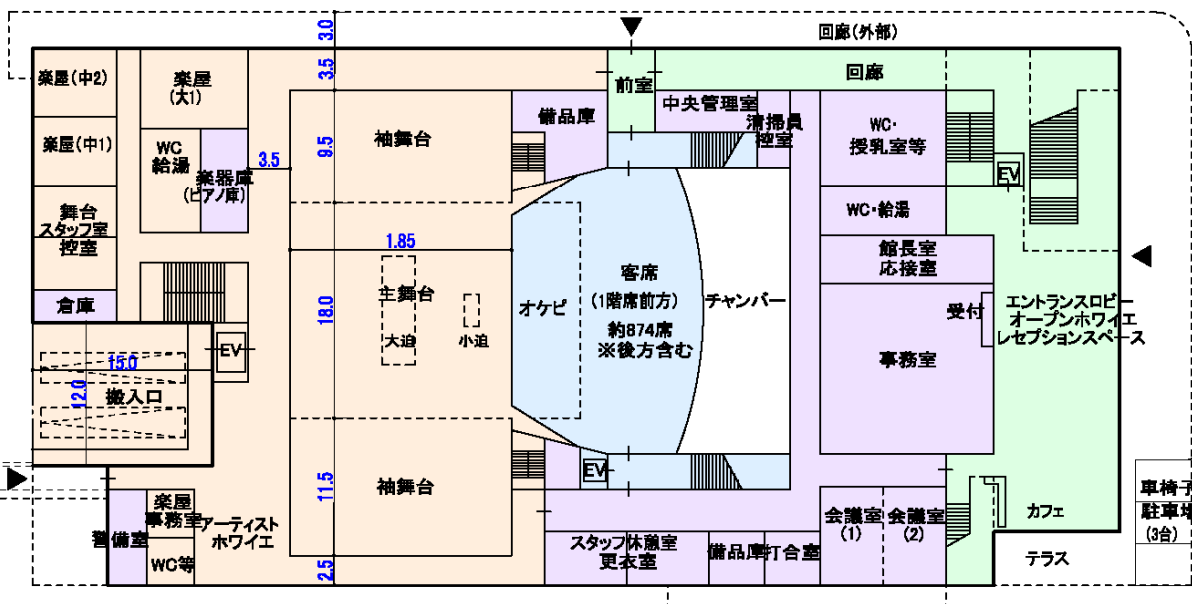 3.0
回廊(外部)
3.5
回廊
楽屋(中2)
楽屋
(大1)
前室
備品庫
中央管理室
清掃員
控室
袖舞台
9.5
WC・
授乳室等
楽屋(中1)
WC
給湯
3.5
楽器庫
(ピアノ庫)
EV
舞台
スタッフ室
控室
WC・給湯
1.85
館長室
応接室
主舞台
客席
(1階席前方)
約874席
※後方含む
オケピ
チャンバー
倉庫
18.0
大迫
小迫
受付
エントランスロビー
オープンホワイエ
レセプションスペース
EV
15.0
12.0
搬入口
事務室
EV
袖舞台
11.5
車椅子
駐車場
(3台)
楽屋
事務室
警備室
アーティスト
ホワイエ
WC等
会議室
(1)
会議室
(2)
カフェ
スタッフ休憩室
更衣室
備品庫
打合室
テラス
2.5